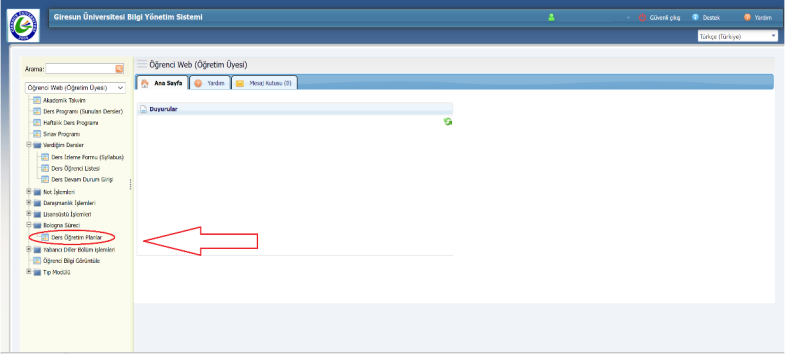 Giresun Üniversitesi Bilgi Yönetim Sistemi
Güvenli çıkış
Destek
Yardım
Türkçe (Türkiye)
Arama:
Öğrenci Web (Öğretim Üyesi)
Akademik Takvim
Ders Programı (Sunulan Dersler)
Haftalık Ders Programı
Sınav Programı
Verdiğim Dersler
Ders İzleme Formu (Syllabus)
Ders Öğrenci Listesi
Ders Devam Durum Girişi
Not İşlemleri
Danışmanlık İşlemleri
Lisansüstü İşlemleri
Bologna Süreci
Ders Öğretim Planlar
Yabancı Diller Bölüm İşlemleri
Öğrenci Bilgi Görüntüle
Tıp Modülü
Öğrenci Web (Öğretim Üyesi)
Ana Sayfa
Yardım
Mesaj Kutusu (0)
Duyurular